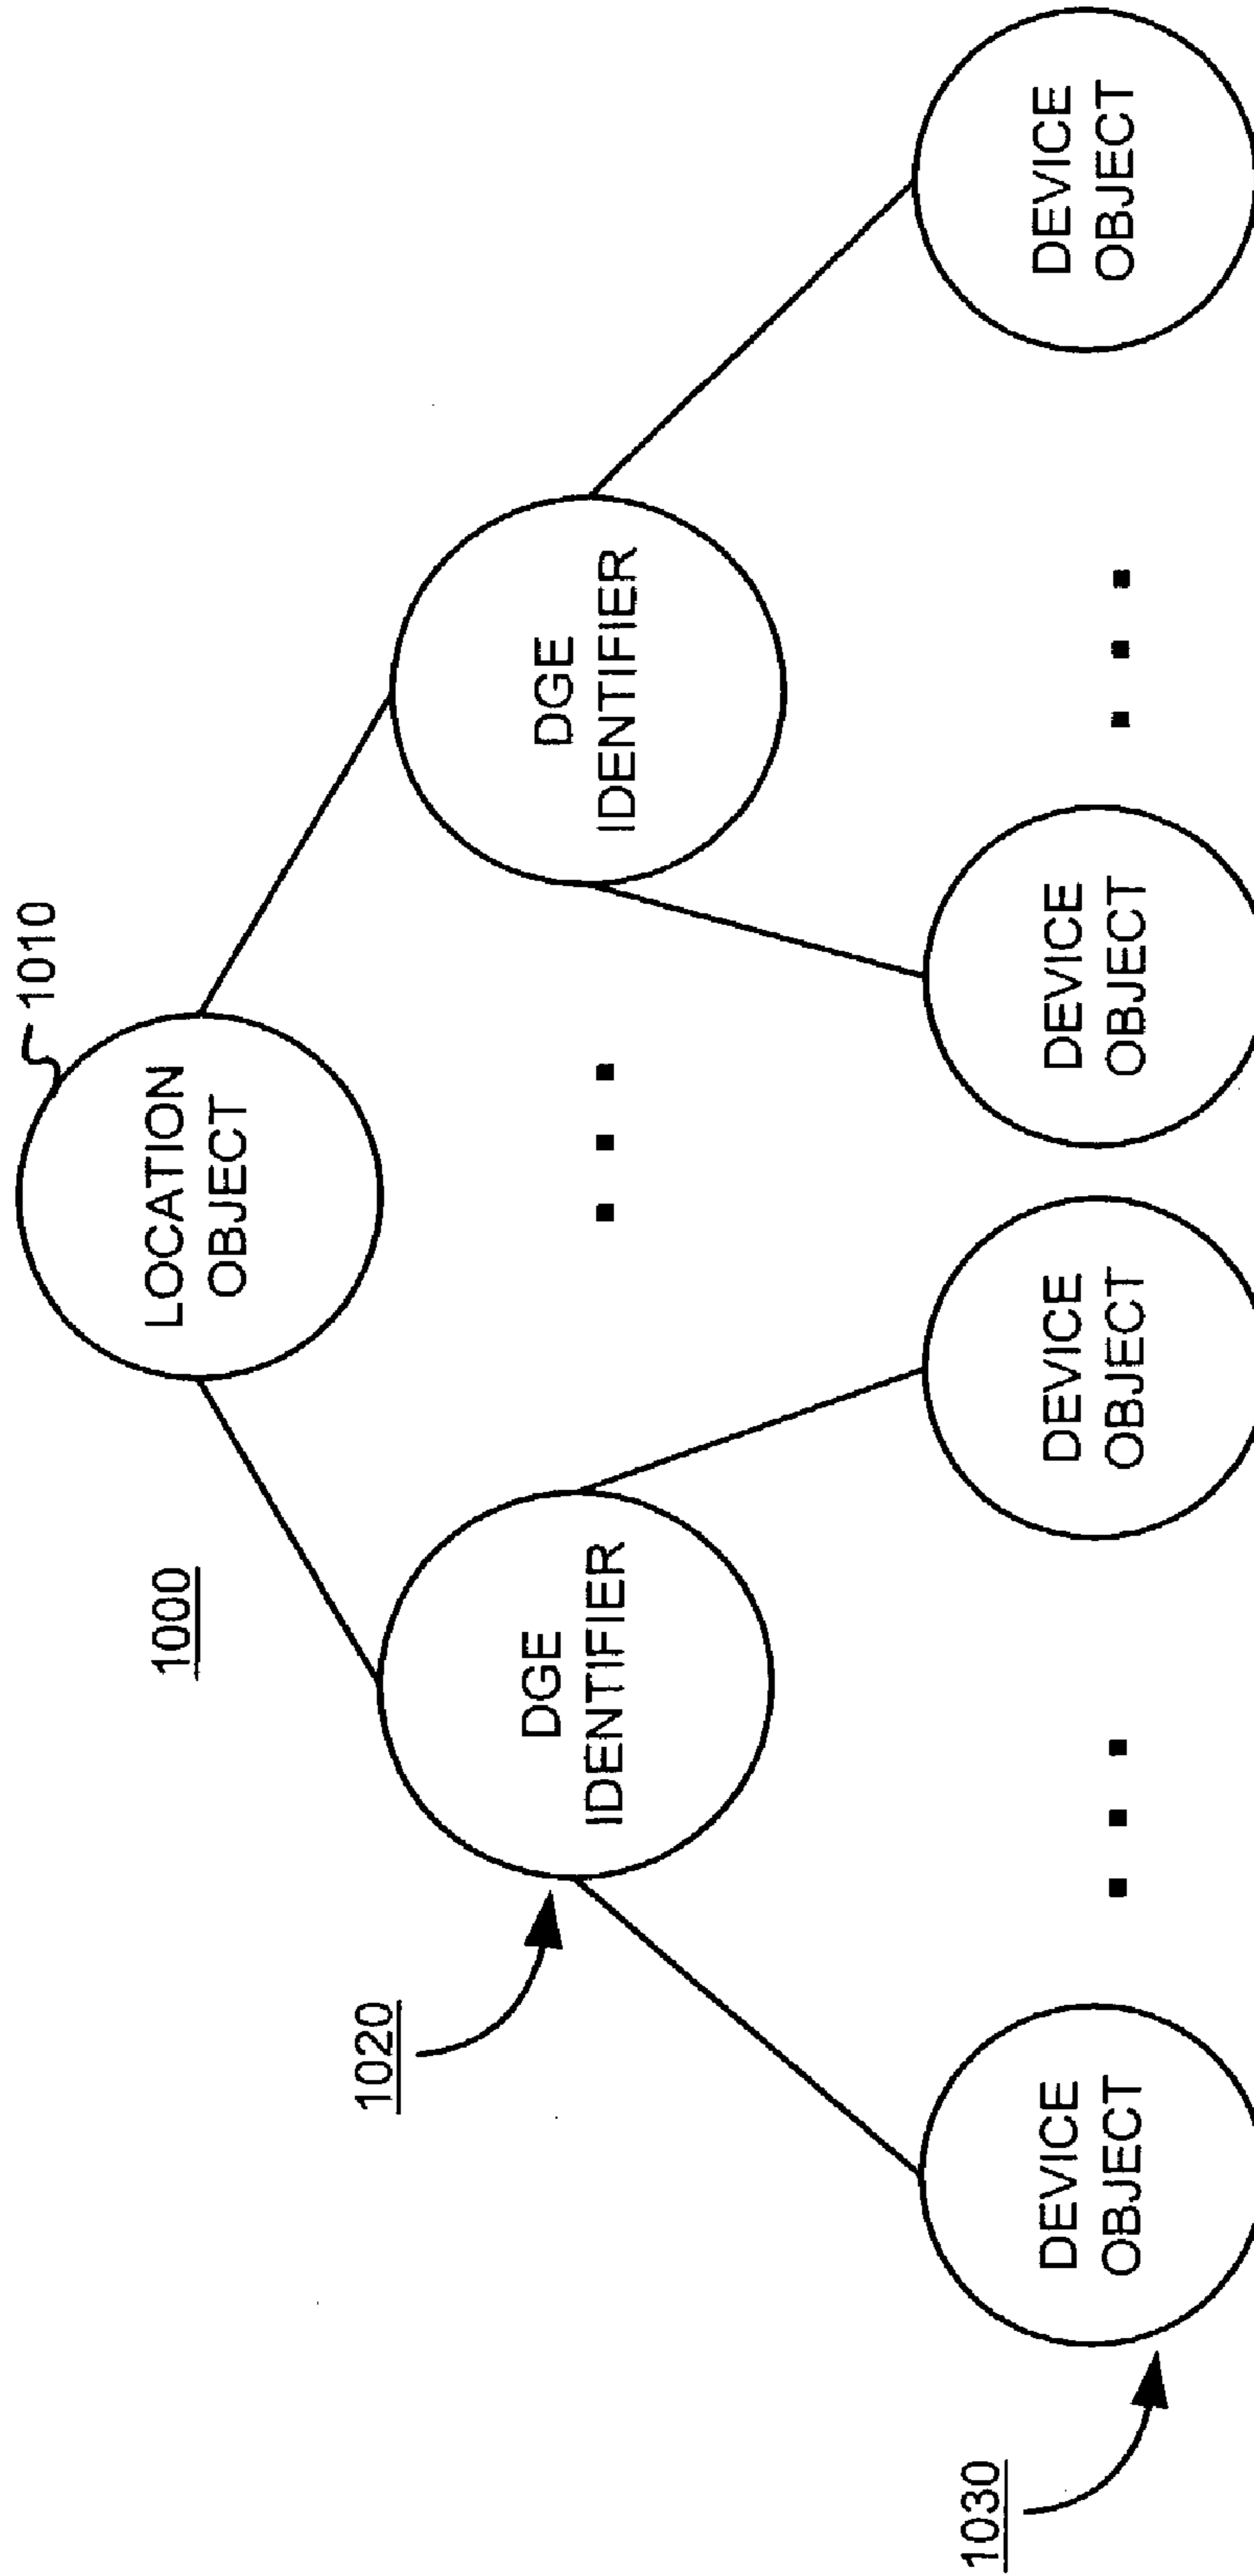 1010
LOCATION
OBJECT
1000
1020
DGE
IDENTIFIER
DGE
IDENTIFIER
1030
DEVICE
OBJECT
DEVICE
OBJECT
DEVICE
OBJECT
DEVICE
OBJECT